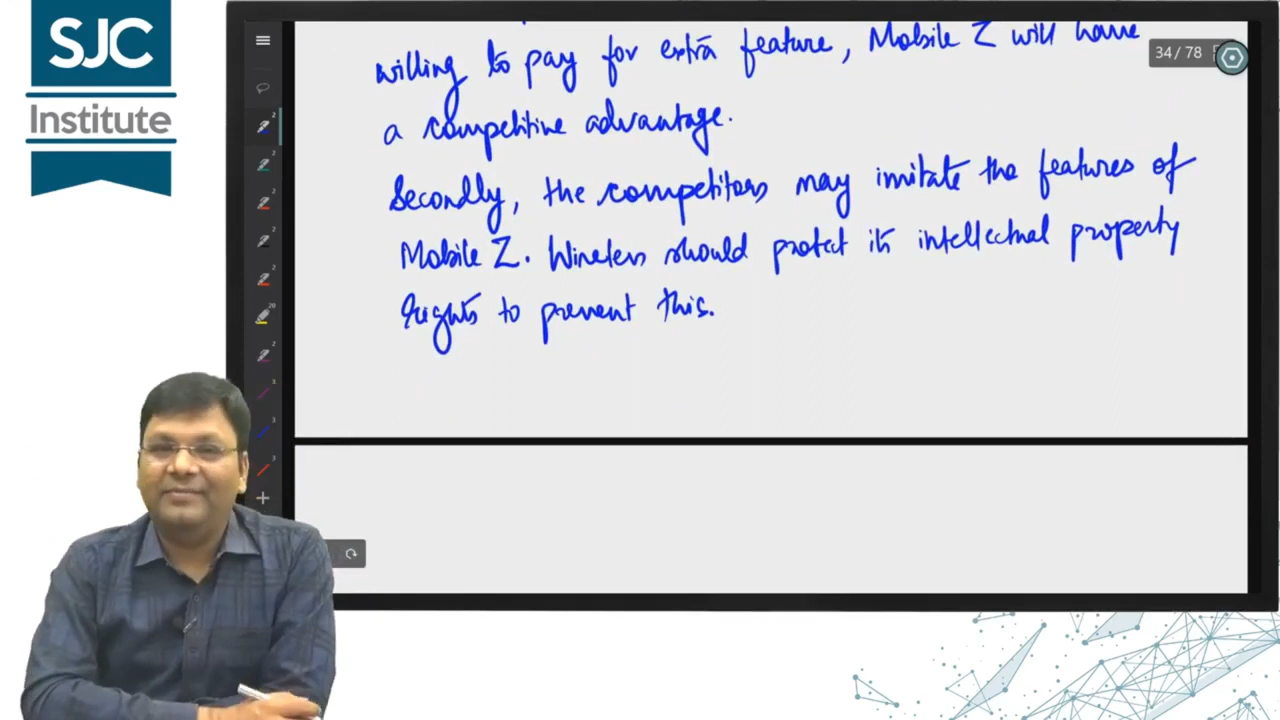 SJC
Institute
willing to pay for extra feature, Mobile Z will have
34 / 78
a competitive advantage.
Secondly, the competitors may imitate the features of
Mobile Z. Wireless should protect its intellectual property
rights to prevent this.